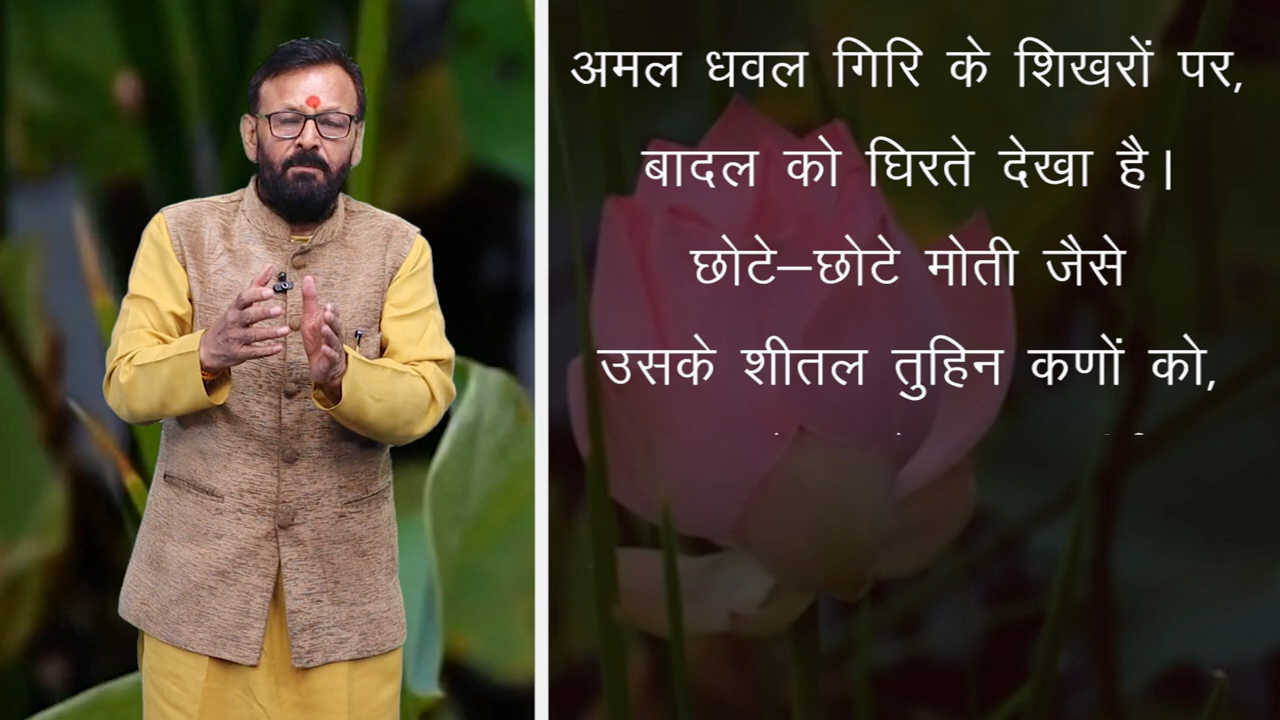 अमल धवल गिरि के शिखरों पर,
बादल को घिरते देखा है।
छोटे–छोटे मोती जैसे
उसके शीतल तुहिन कणों को,